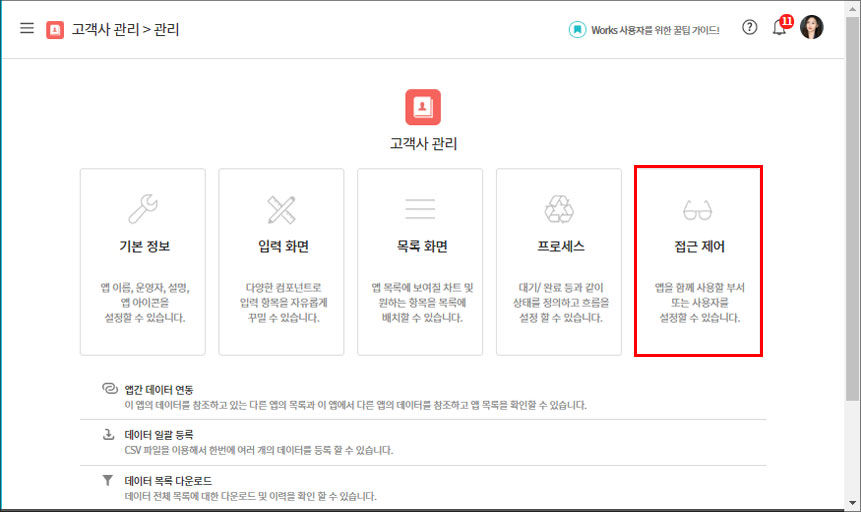 고객사 관리 > 관리
Works 사용자를 위한 꿀팁 가이드!
11
고객사 관리
기본 정보
앱 이름, 운영자, 설명,
앱 아이콘을
설정할 수 있습니다.
입력 화면
다양한 컴포넌트로
입력 항목을 자유롭게
꾸밀 수 있습니다.
목록 화면
앱 목록에 보여질 차트 및
원하는 항목을 목록에
배치할 수 있습니다.
프로세스
대기/ 완료 등과 같이
상태를 정의하고 흐름을
설정 할 수 있습니다.
접근 제어
앱을 함께 사용할 부서
또는 사용자를
설정할 수 있습니다.
앱간 데이터 연동
이 앱의 데이터를 참조하고 있는 다른 앱의 목록과 이 앱에서 다른 앱의 데이터를 참조하고 앱 목록을 확인할 수 있습니다.
데이터 일괄 등록
CSV 파일을 이용해서 한번에 여러 개의 데이터를 등록 할 수 있습니다.
데이터 목록 다운로드
데이터 전체 목록에 대한 다운로드 및 이력을 확인 할 수 있습니다.